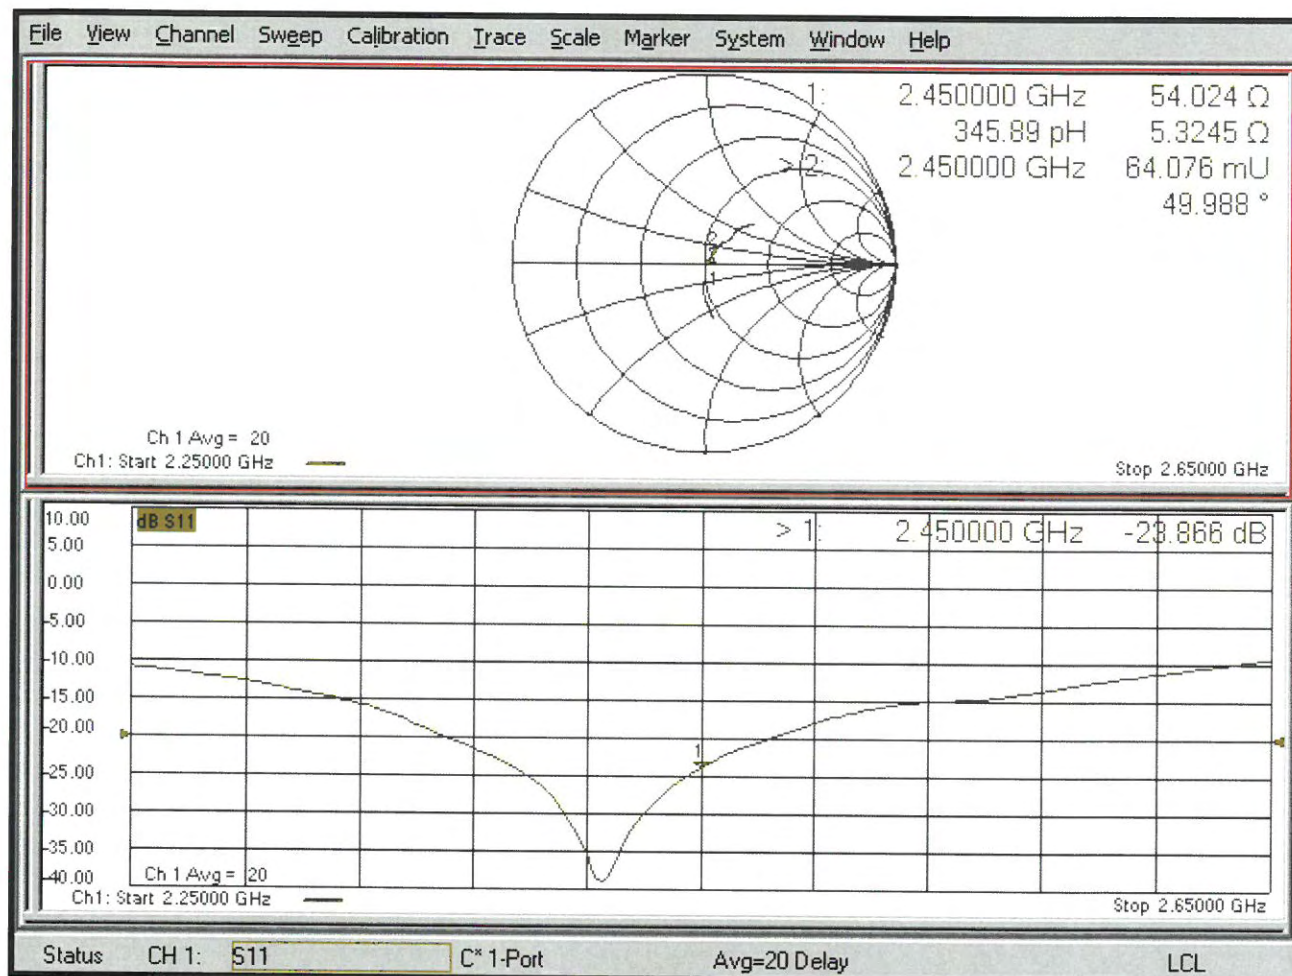 File View Channel Sweep Calibration Trace Scale Marker System Window Help
1: 2.450000 GHz 54.024 Ω
345.89 pH 5.3245 Ω
> 2: 2.450000 GHz 64.076 mU
49.988 °
2
1
Ch 1 Avg = 20
Ch1: Start 2.25000 GHz
Stop 2.65000 GHz
10.00
dB S11
> 1: 2.450000 GHz -23.866 dB
5.00
0.00
-5.00
-10.00
-15.00
-20.00
1
-25.00
-30.00
-35.00
-40.00
Ch 1 Avg = 20
Ch1: Start 2.25000 GHz
Stop 2.65000 GHz
Status CH 1: S11 C* 1-Port Avg=20 Delay LCL